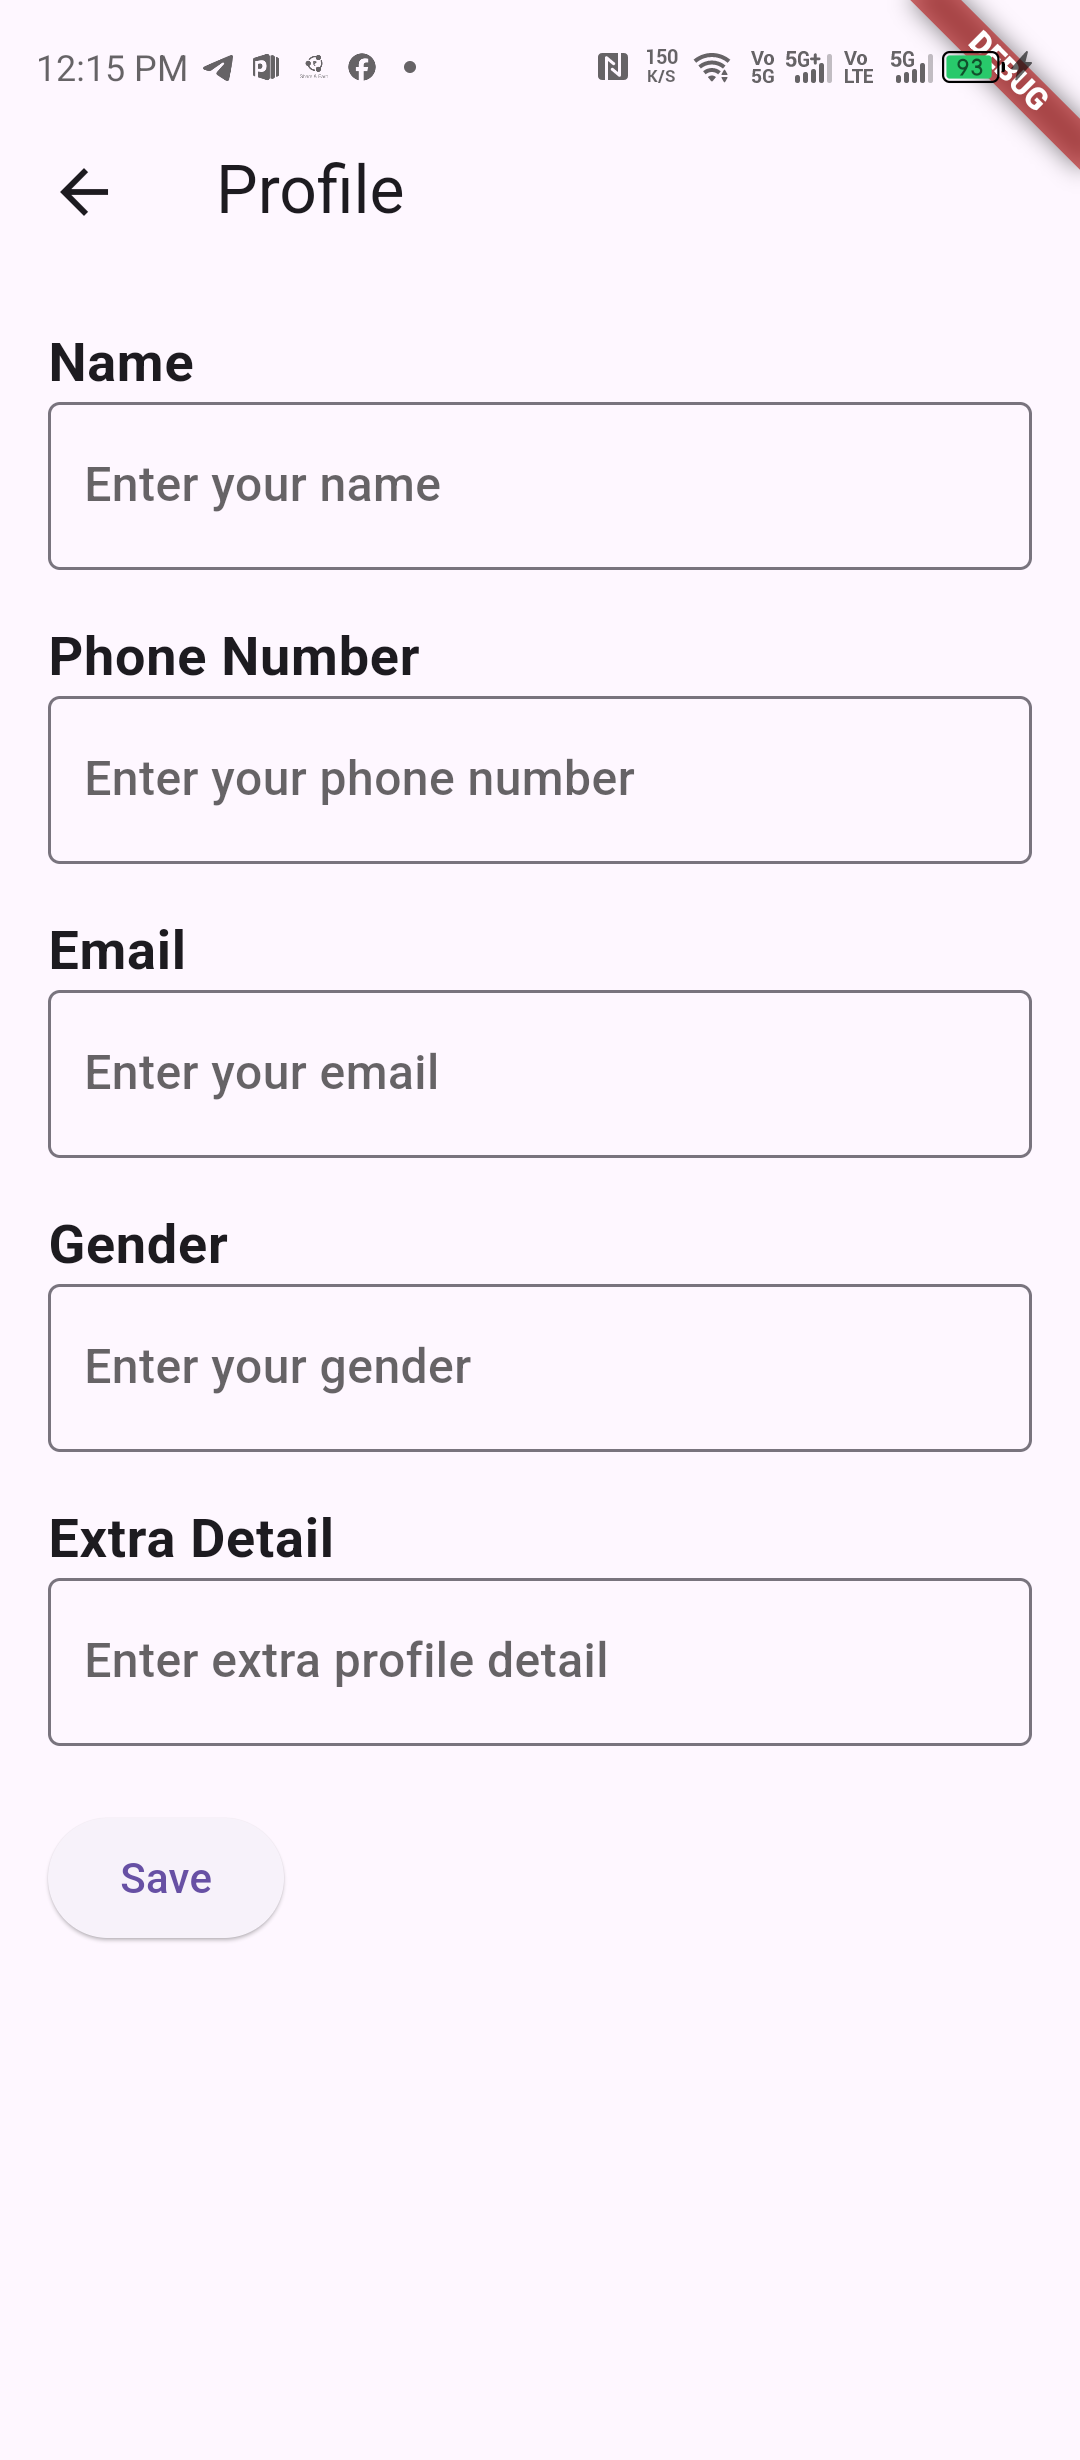 12:15 PM
150
K/S
Vo
5G
5G+
Vo
LTE
5G
93
DEBUG
Profile
Name
Enter your name
Phone Number
Enter your phone number
Email
Enter your email
Gender
Enter your gender
Extra Detail
Enter extra profile detail
Save